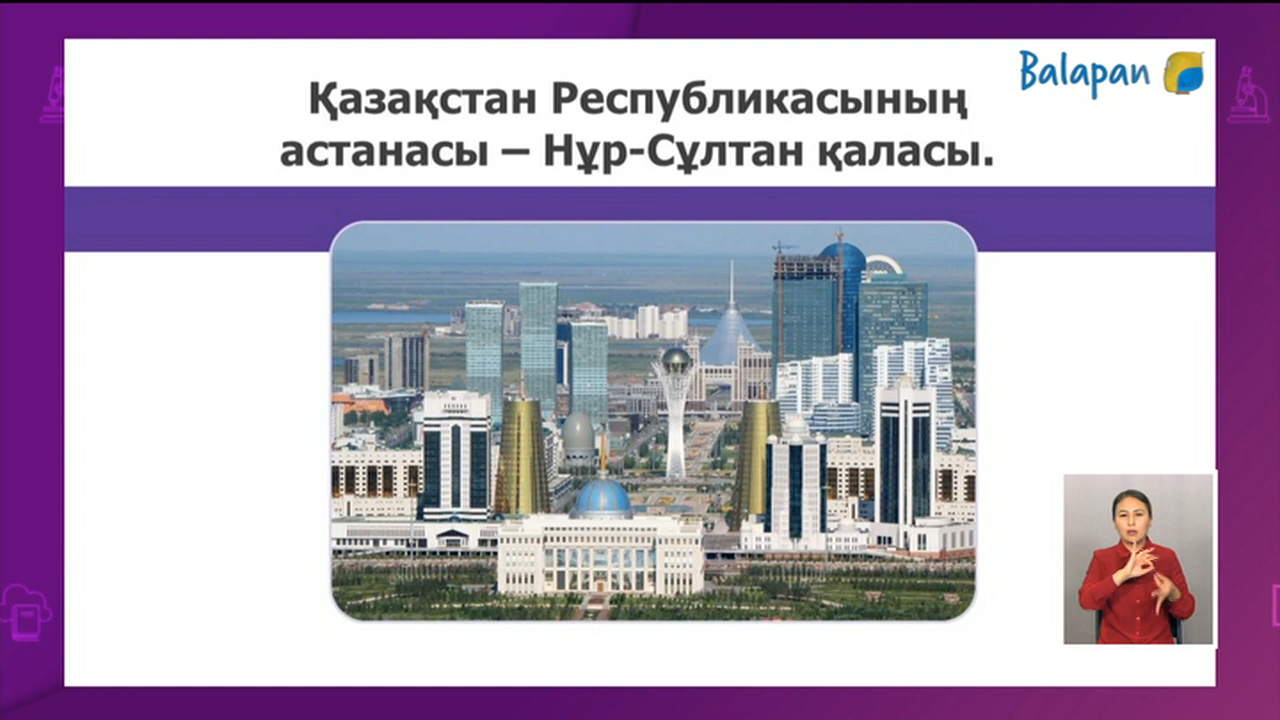 Balapan
Қазақстан Республикасының
астанасы – Нұр-Сұлтан қаласы.